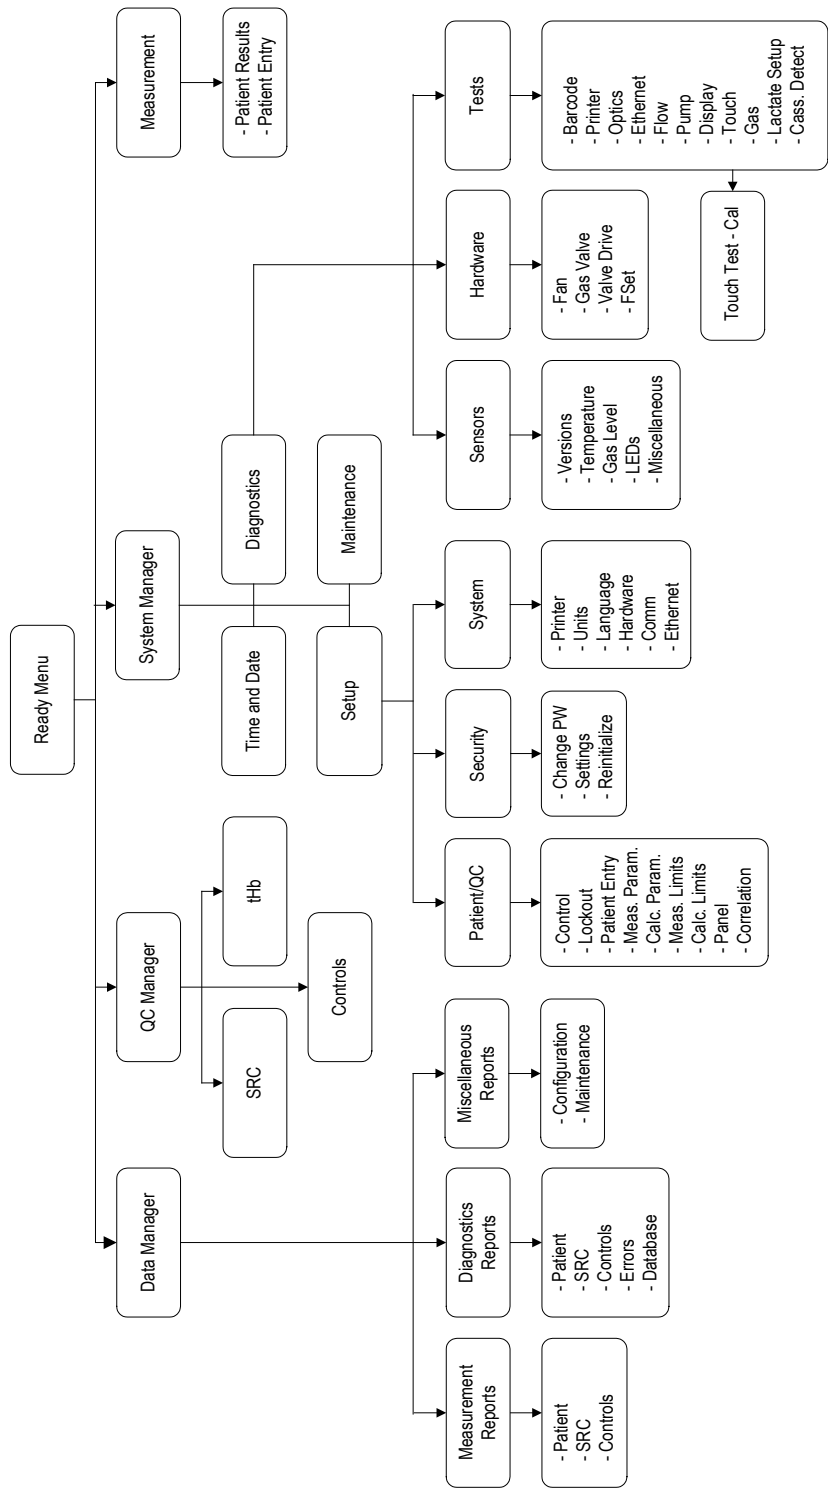 Ready Menu
Data Manager
QC Manager
System Manager
Measurement
SRC
tHb
Time and Date
Diagnostics
- Patient Results
- Patient Entry
Controls
Setup
Maintenance
Measurement
Reports
Diagnostics
Reports
Miscellaneous
Reports
Patient/QC
Security
System
Sensors
Hardware
Tests
- Patient
- SRC
- Controls
- Patient
- SRC
- Controls
- Errors
- Database
- Configuration
- Maintenance
- Control
- Lockout
- Patient Entry
- Meas. Param.
- Calc. Param.
- Meas. Limits
- Calc. Limits
- Panel
- Correlation
- Change PW
- Settings
- Reinitialize
- Printer
- Units
- Language
- Hardware
- Comm
- Ethernet
- Versions
- Temperature
- Gas Level
- LEDs
- Miscellaneous
- Fan
- Gas Valve
- Valve Drive
- FSet
- Barcode
- Printer
- Optics
- Ethernet
- Flow
- Pump
- Display
- Touch
- Gas
- Lactate Setup
- Cass. Detect
Touch Test - Cal